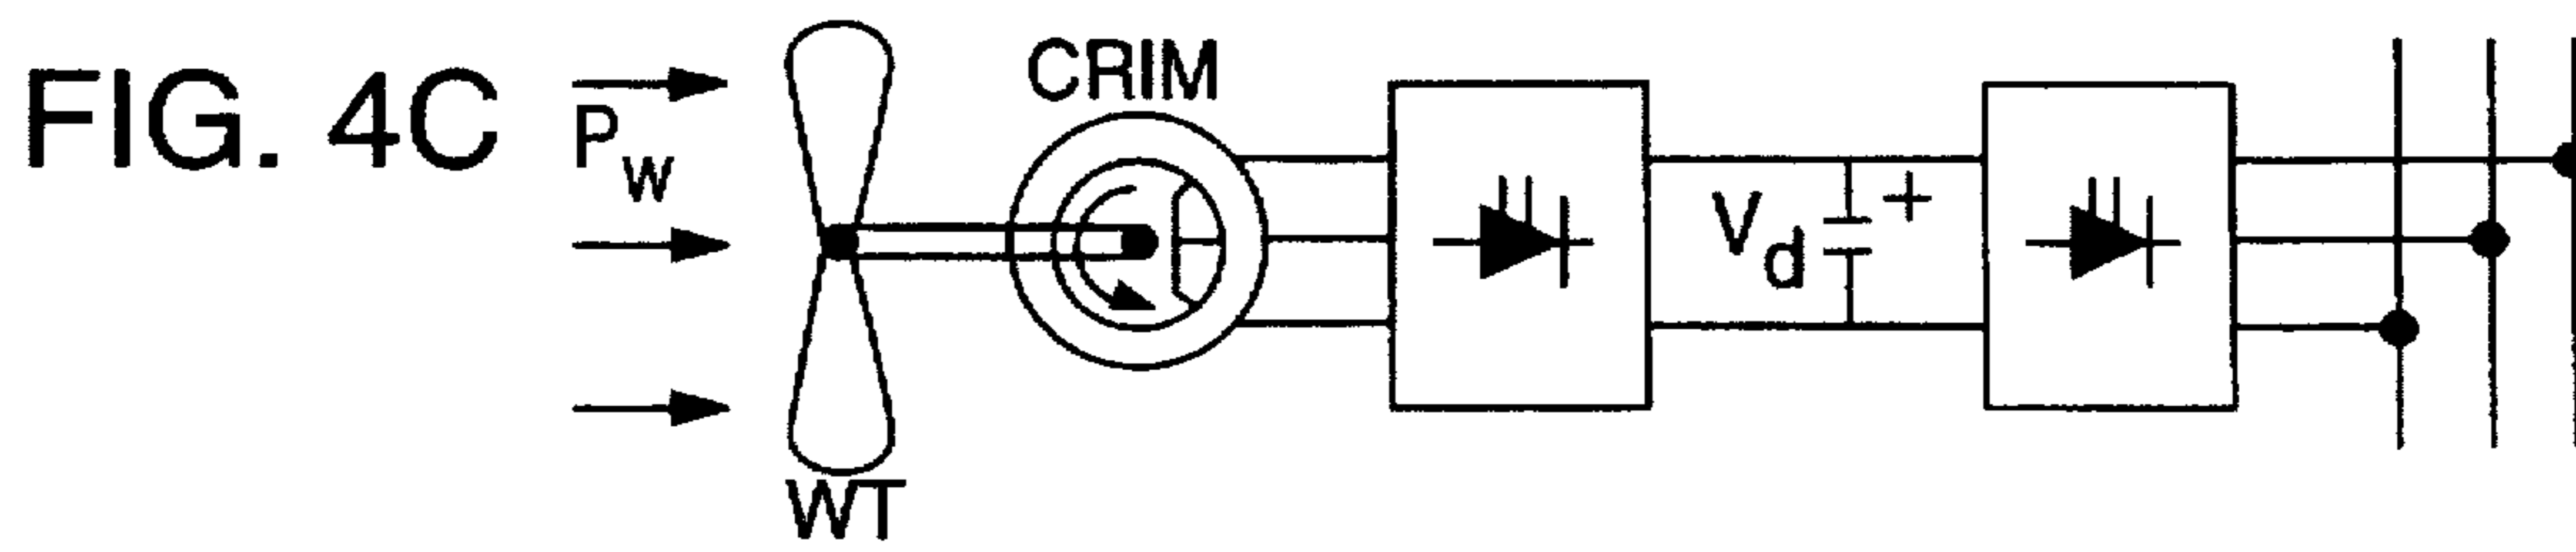 FIG. 4C
P_w
WT
CRIM
V_d
+